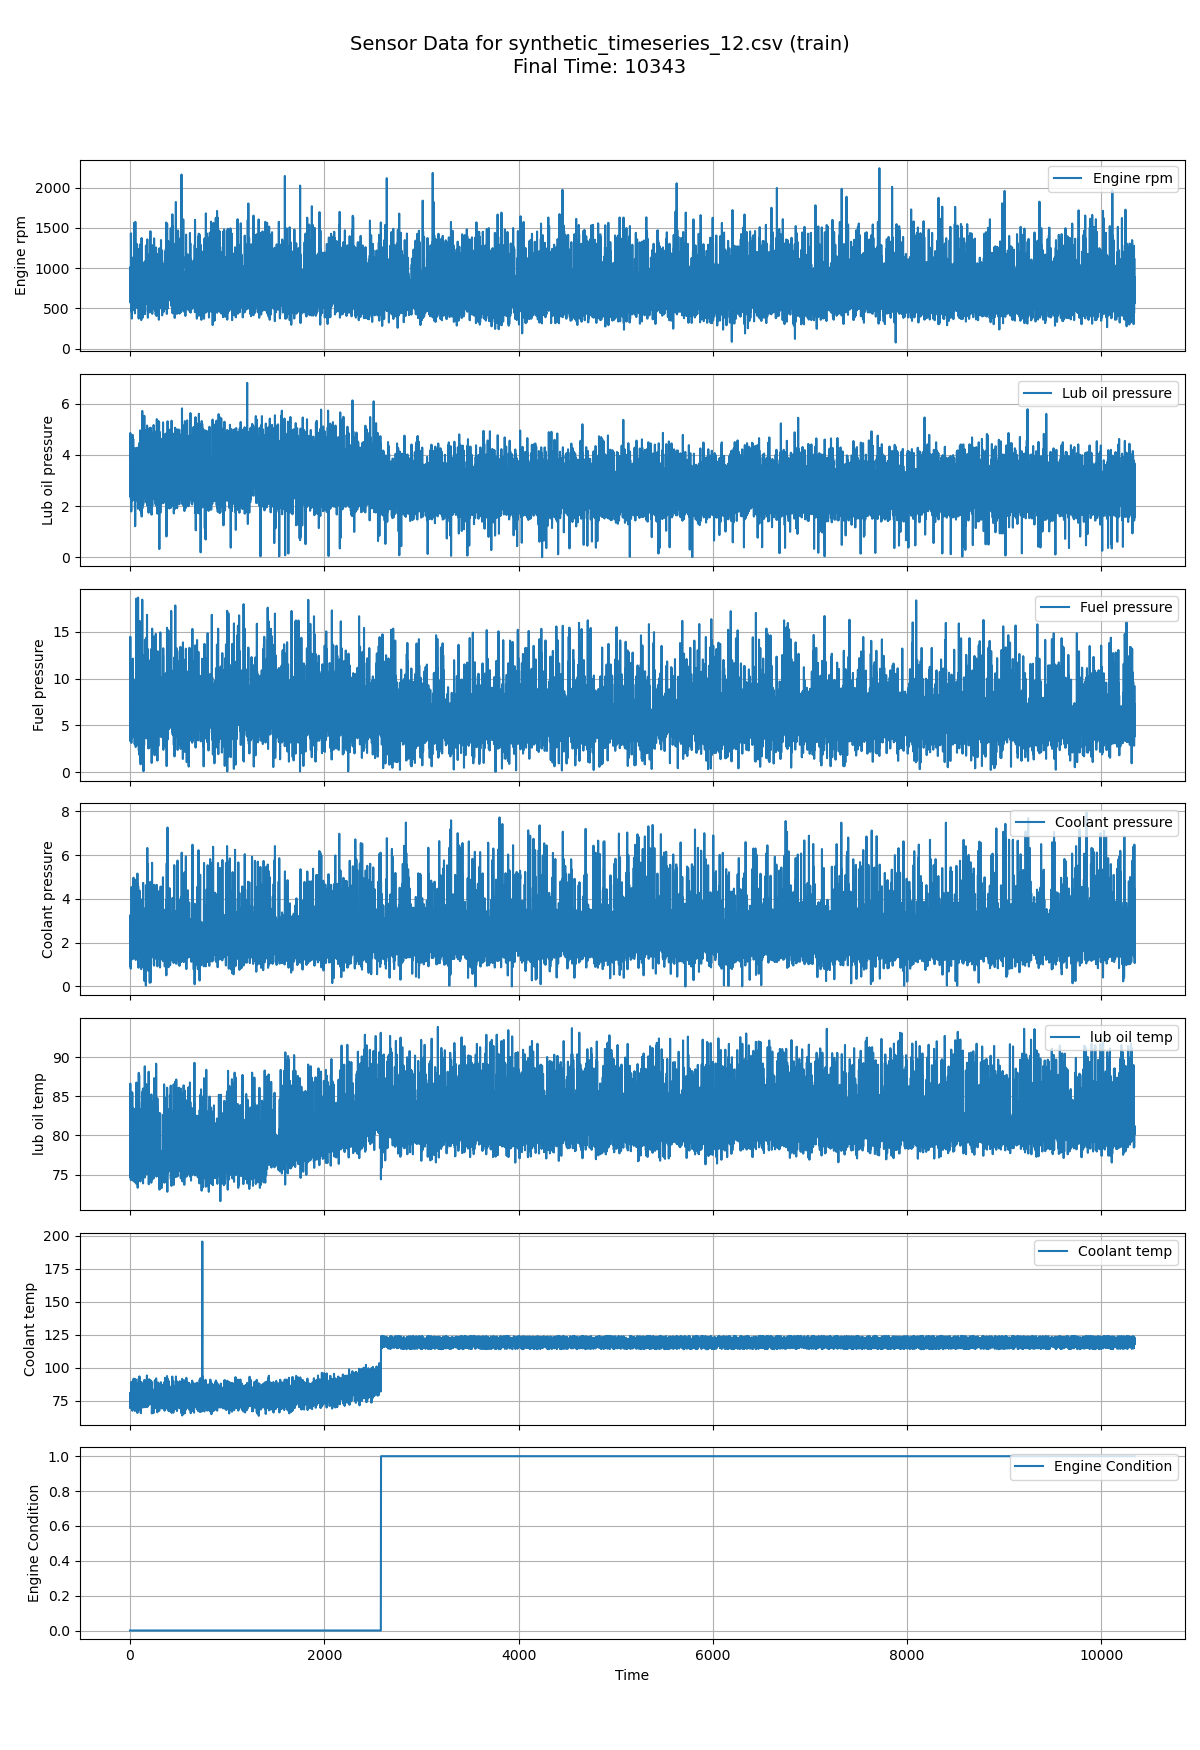 Sensor Data for synthetic_timeseries_12.csv (train)
Final Time: 10343
Engine rpm
2000
1500
1000
500
0
Engine rpm
Lub oil pressure
6
4
2
0
Lub oil pressure
Fuel pressure
15
10
5
0
Fuel pressure
Coolant pressure
8
6
4
2
0
Coolant pressure
lub oil temp
90
85
80
75
lub oil temp
Coolant temp
200
175
150
125
100
75
Coolant temp
Engine Condition
1.0
0.8
0.6
0.4
0.2
0.0
Engine Condition
0 2000 4000 6000 8000 10000
Time